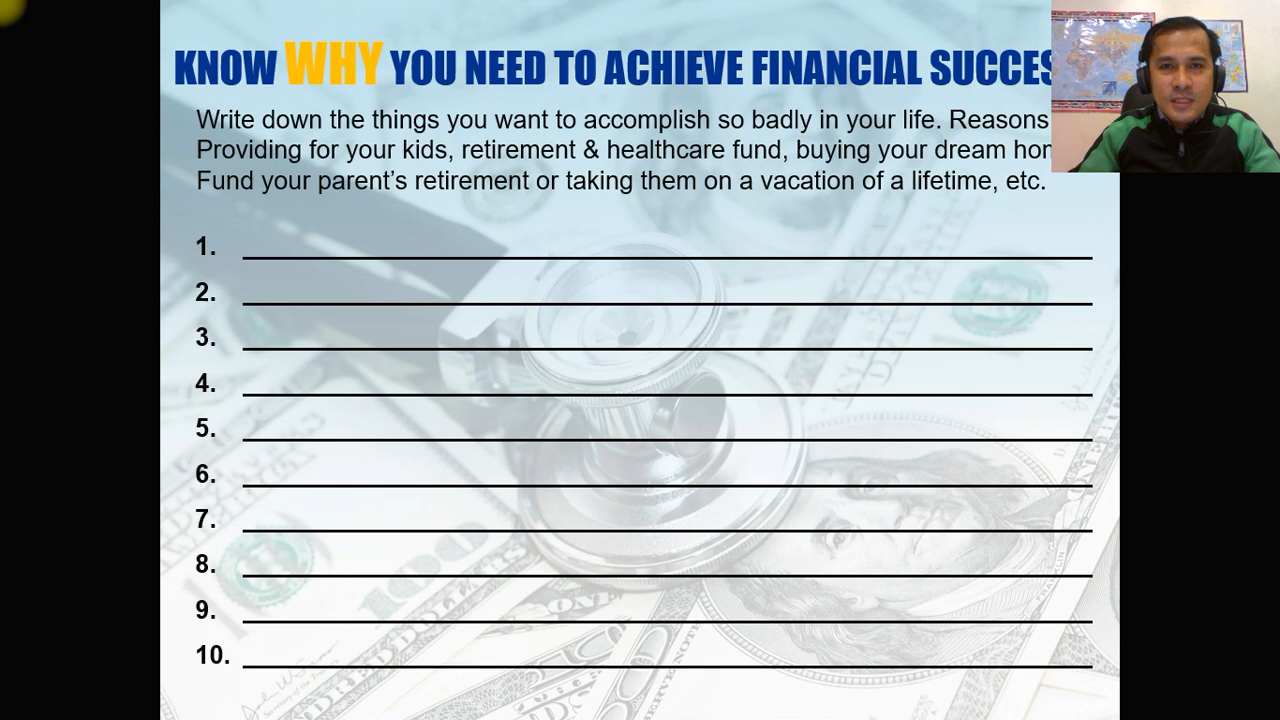 KNOW WHY YOU NEED TO ACHIEVE FINANCIAL SUCCES
Write down the things you want to accomplish so badly in your life. Reasons
Providing for your kids, retirement & healthcare fund, buying your dream
Fund your parent’s retirement or taking them on a vacation of a lifetime, etc.
1.
2.
3.
4.
5.
6.
7.
8.
9.
10.